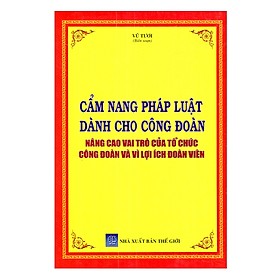 VŨ TƯƠI
(Biên soạn)
CẨM NANG PHÁP LUẬT
DÀNH CHO CÔNG ĐOÀN
NÂNG CAO VAI TRÒ CỦA TỔ CHỨC
CÔNG ĐOÀN VÀ VÌ LỢI ÍCH ĐOÀN VIÊN
NHÀ XUẤT BẢN THẾ GIỚI